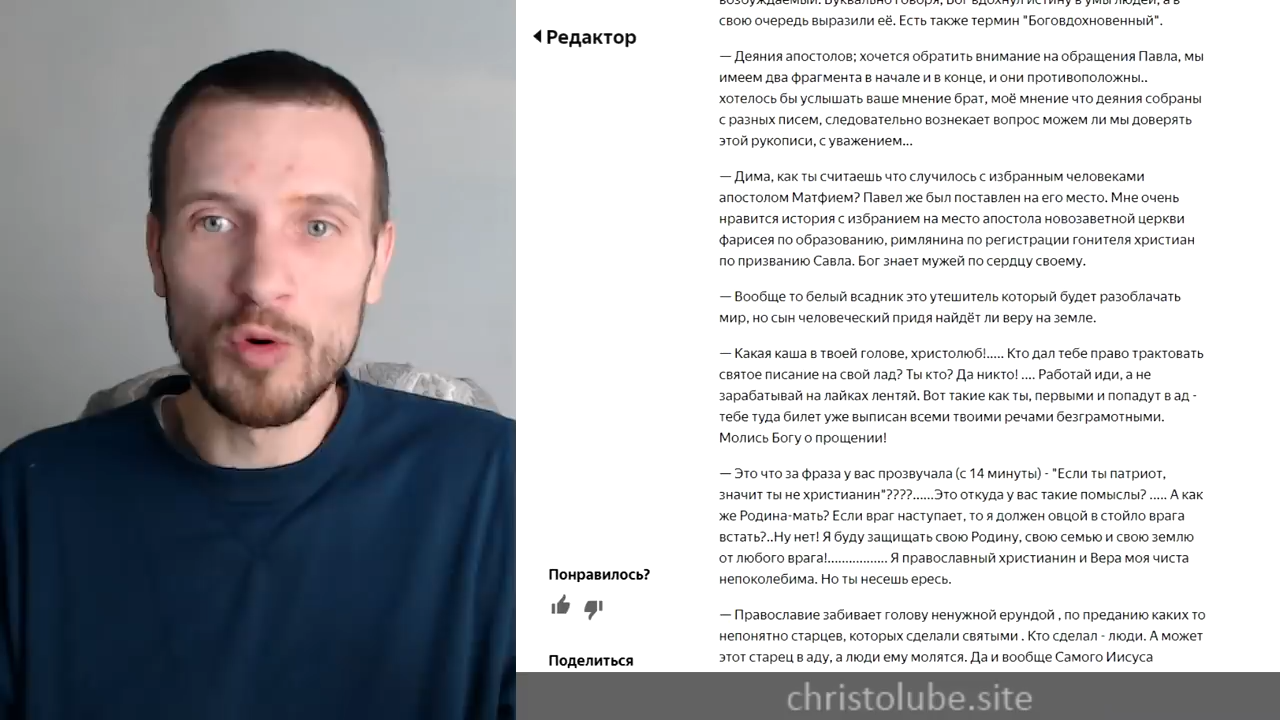 возбуждаемый. Буквально говоря, Бог вдохнул истину в умы людей, а в
свою очередь выразили её. Есть также термин "Боговдохновенный".
Редактор
— Деяния апостолов; хочется обратить внимание на обращения Павла, мы
имеем два фрагмента в начале и в конце, и они противоположны..
хотелось бы услышать ваше мнение брат, моё мнение что деяния собраны
с разных писем, следовательно вознекает вопрос можем ли мы доверять
этой рукописи, с уважением...
— Дима, как ты считаешь что случилось с избранным человеками
апостолом Матфием? Павел же был поставлен на его место. Мне очень
нравится история с избранием на место апостола новозаветной церкви
фарисея по образованию, римлянина по регистрации гонителя христиан
по призванию Савла. Бог знает мужей по сердцу своему.
— Вообще то белый всадник это утешитель который будет разоблачать
мир, но сын человеческий придя найдёт ли веру на земле.
— Какая каша в твоей голове, христолюб!..... Кто дал тебе право трактовать
святое писание на свой лад? Ты кто? Да никто! .... Работай иди, а не
зарабатывай на лайках лентяй. Вот такие как ты, первыми и попадут в ад -
тебе туда билет уже выписан всеми твоими речами безграмотными.
Молись Богу о прощении!
— Это что за фраза у вас прозвучала (с 14 минуты) - "Если ты патриот,
значит ты не христианин"????......Это откуда у вас такие помыслы? ..... А как
же Родина-мать? Если враг наступает, то я должен овцой в стойло врага
встать?..Ну нет! Я буду защищать свою Родину, свою семью и свою землю
от любого врага!................ Я православный христианин и Вера моя чиста
непоколебима. Но ты несешь ересь.
Понравилось?
— Православие забивает голову ненужной ерундой , по преданию каких то
непонятно старцев, которых сделали святыми . Кто сделал - люди. А может
этот старец в аду, а люди ему молятся. Да и вообще Самого Иисуса
Поделиться
christolube.site